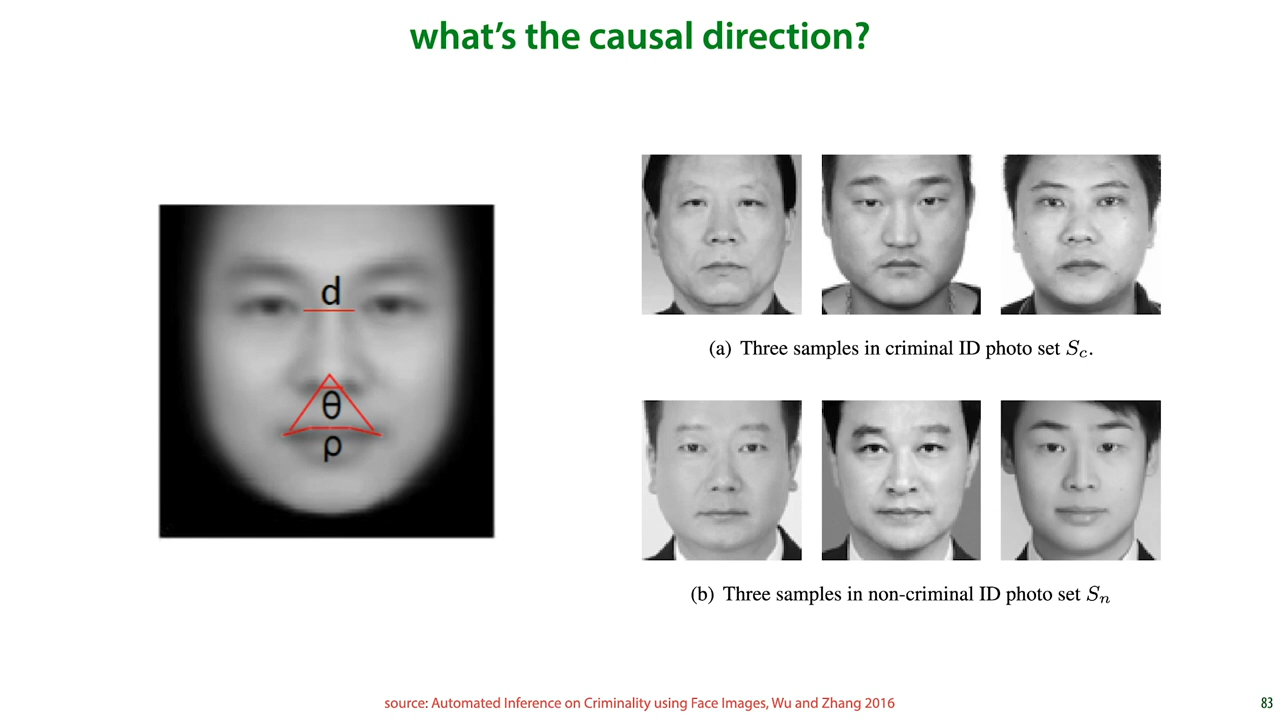 what's the causal direction?
d
θ
ρ
(a) Three samples in criminal ID photo set Sc.
(b) Three samples in non-criminal ID photo set Sn
source: Automated Inference on Criminality using Face Images, Wu and Zhang 2016
83